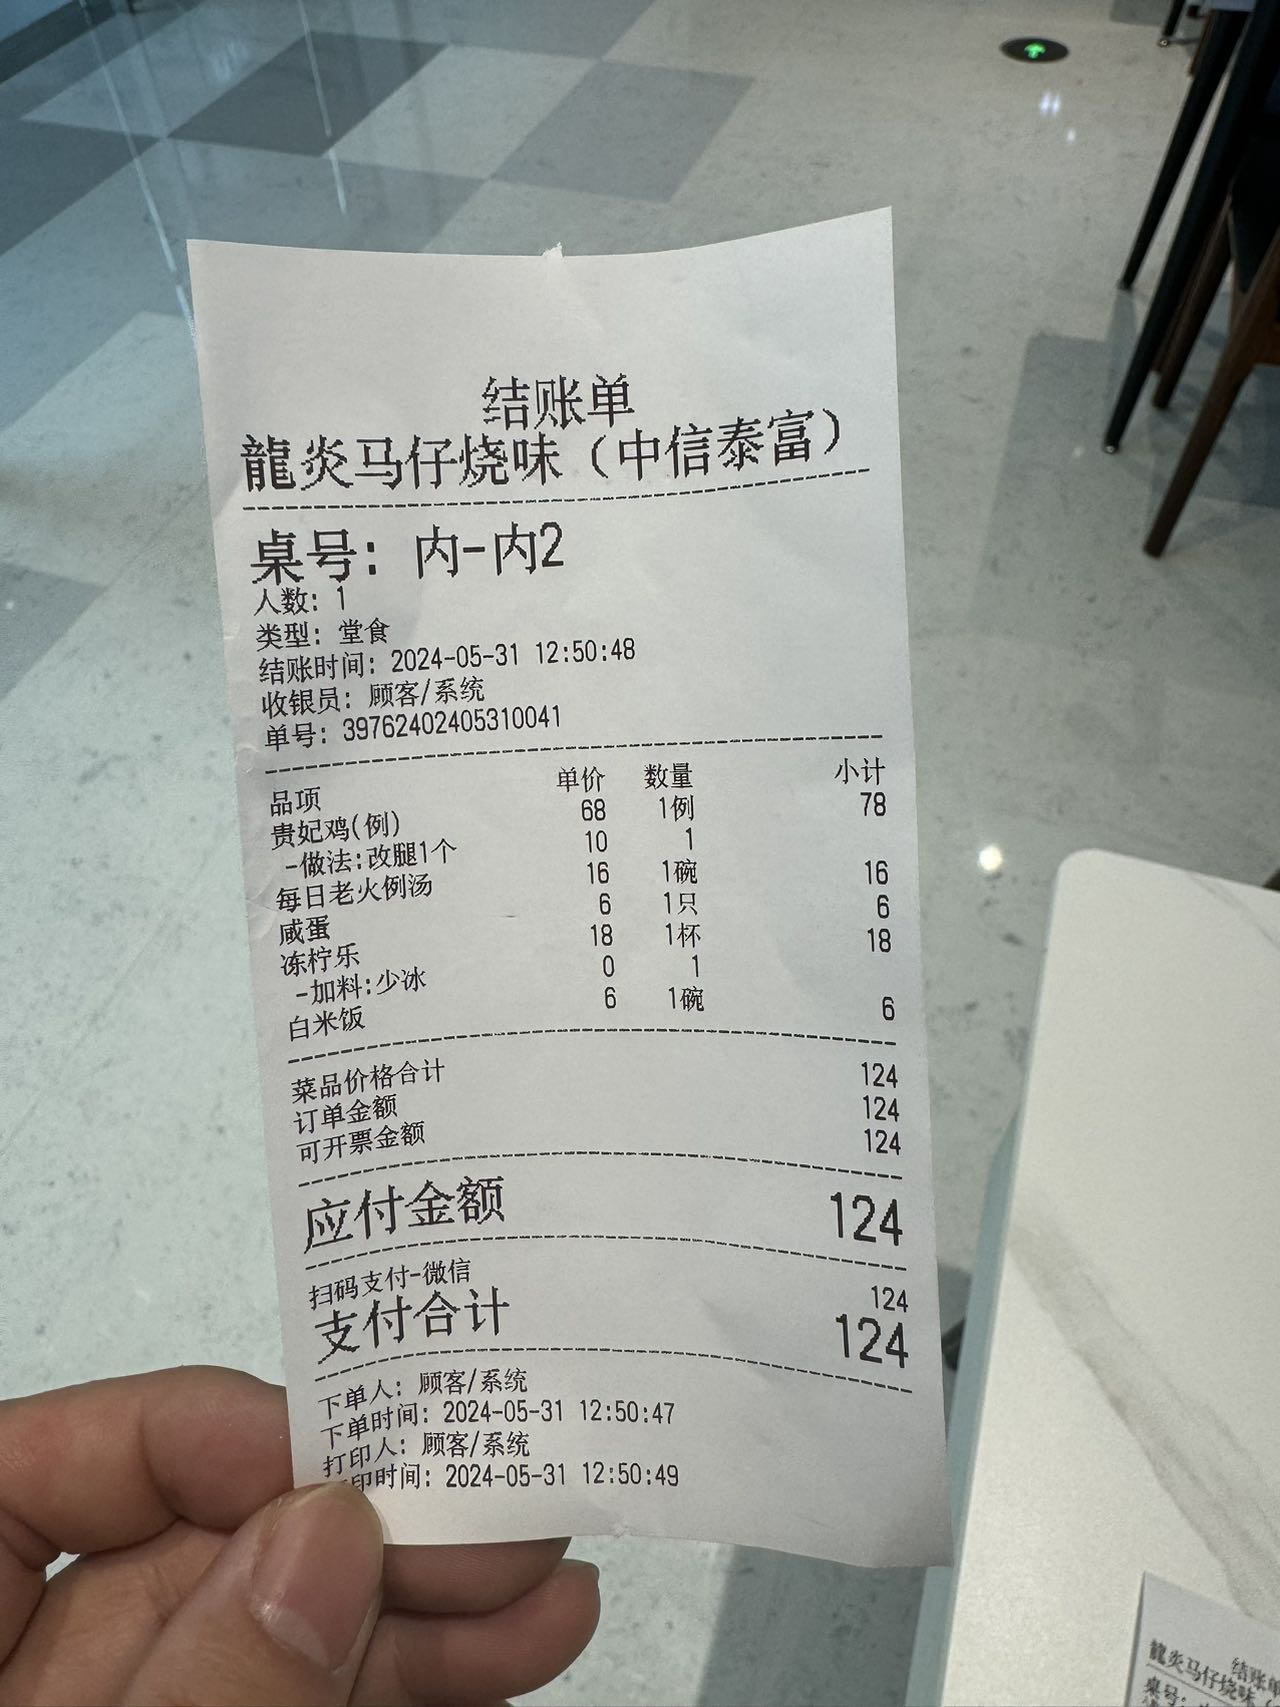 结账单
龍炎马仔烧味（中信泰富）
桌号：内-内2
人数：1
类型：堂食
结账时间：2024-05-31 12:50:48
收银员：顾客/系统
单号：39762402405310041
品项 单价 数量 小计
贵妃鸡(例) 68 1例 78
-做法:改腿1个 10 1
每日老火例汤 16 1碗 16
咸蛋 6 1只 6
冻柠乐 18 1杯 18
-加料:少冰 0 1
白米饭 6 1碗 6
菜品价格合计 124
订单金额 124
可开票金额 124
应付金额 124
扫码支付-微信 124
支付合计 124
下单人：顾客/系统
下单时间：2024-05-31 12:50:47
打印人：顾客/系统
印时间：2024-05-31 12:50:49
结账单
龍炎马仔烧味
桌号: